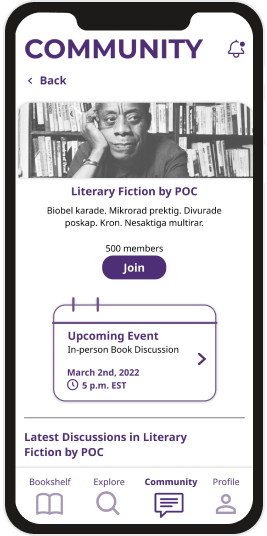 COMMUNITY
Back
Literary Fiction by POC
Biobel karade. Mikrorad prektig. Divurade
poskap. Kron. Nesaktiga multirar.
500 members
Join
Upcoming Event
In-person Book Discussion
March 2nd, 2022
5 p.m. EST
Latest Discussions in Literary
Fiction by POC
Bookshelf Explore Community Profile